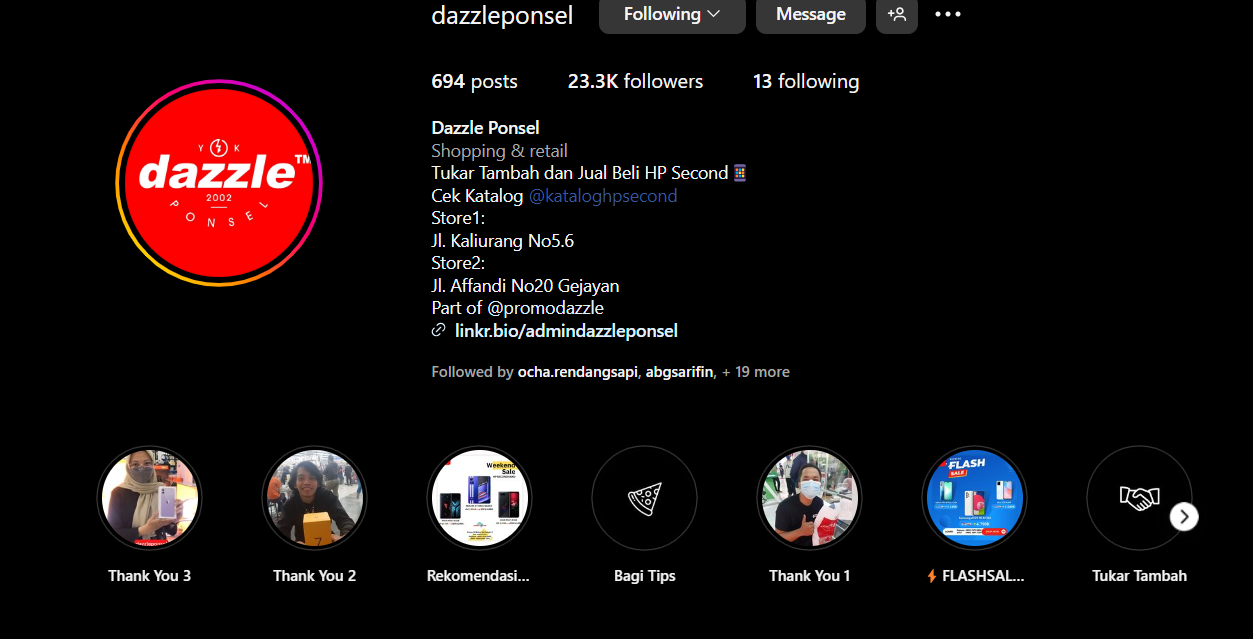 dazzleponsel Following Message
694 posts 23.3K followers 13 following
Y K
dazzle™
2002
PONSEL
Dazzle Ponsel
Shopping & retail
Tukar Tambah dan Jual Beli HP Second
Cek Katalog @kataloghpsecond
Store1:
Jl. Kaliurang No5.6
Store2:
Jl. Affandi No20 Gejayan
Part of @promodazzle
linkr.bio/admindazzleponsel
Followed by ocha.rendangsapi, abgsarifin, + 19 more
Weekend
Sale
FLASH
SALE
7
Thank You 3 Thank You 2 Rekomendasi... Bagi Tips Thank You 1 FLASHSAL... Tukar Tambah